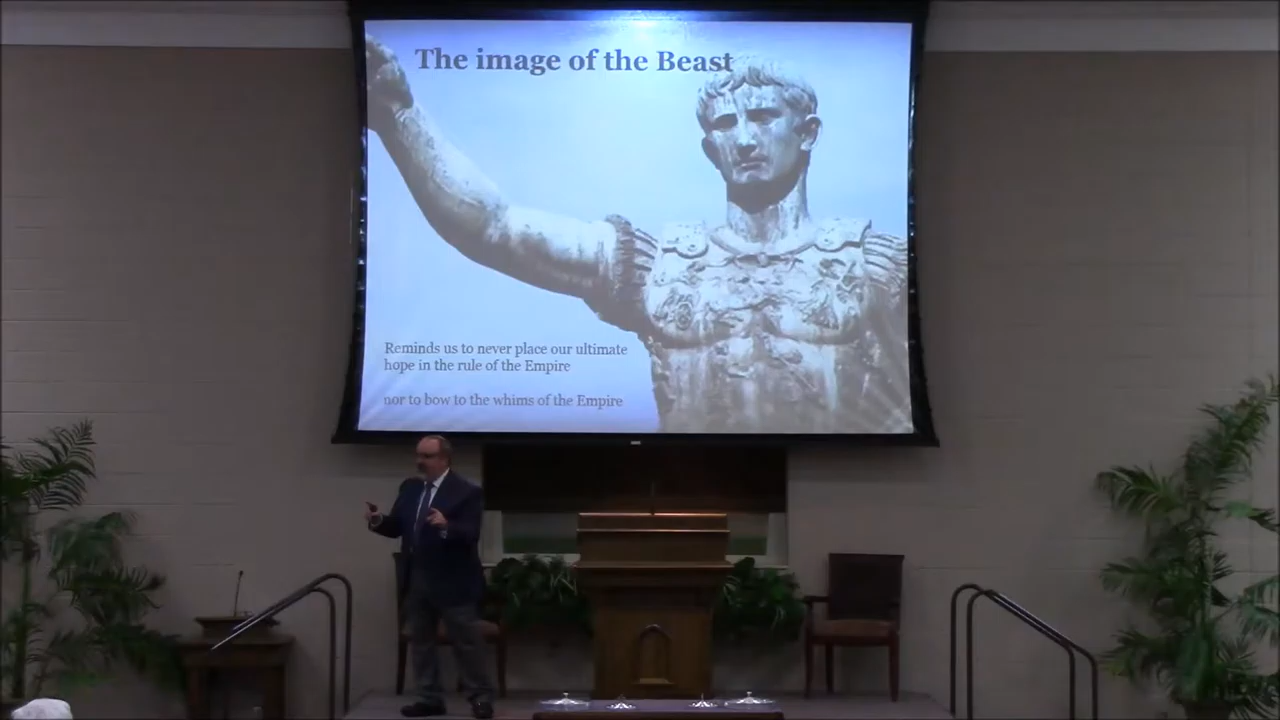 The image of the Beast
Reminds us to never place our ultimate
hope in the rule of the Empire
nor to bow to the whims of the Empire